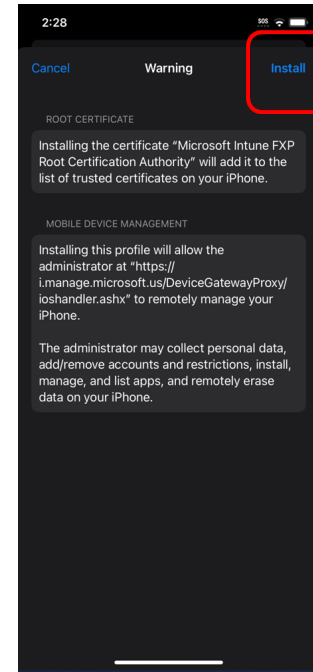 2:28
SOS
Cancel
Warning
Install
ROOT CERTIFICATE
Installing the certificate “Microsoft Intune FXP
Root Certification Authority” will add it to the
list of trusted certificates on your iPhone.
MOBILE DEVICE MANAGEMENT
Installing this profile will allow the
administrator at “https://
i.manage.microsoft.us/DeviceGatewayProxy/
ioshandler.ashx” to remotely manage your
iPhone.
The administrator may collect personal data,
add/remove accounts and restrictions, install,
manage, and list apps, and remotely erase
data on your iPhone.